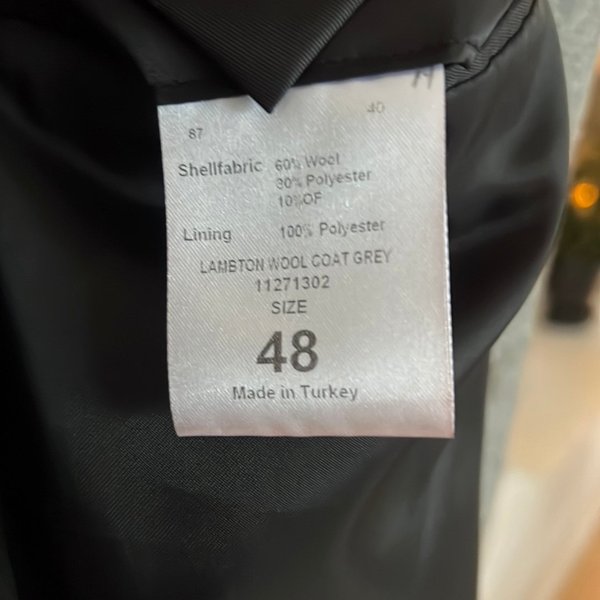 40
87
Shellfabric 60% Wool
30% Polyester
10% OF
Lining 100% Polyester
LAMBTON WOOL COAT GREY
11271302
SIZE
48
Made in Turkey